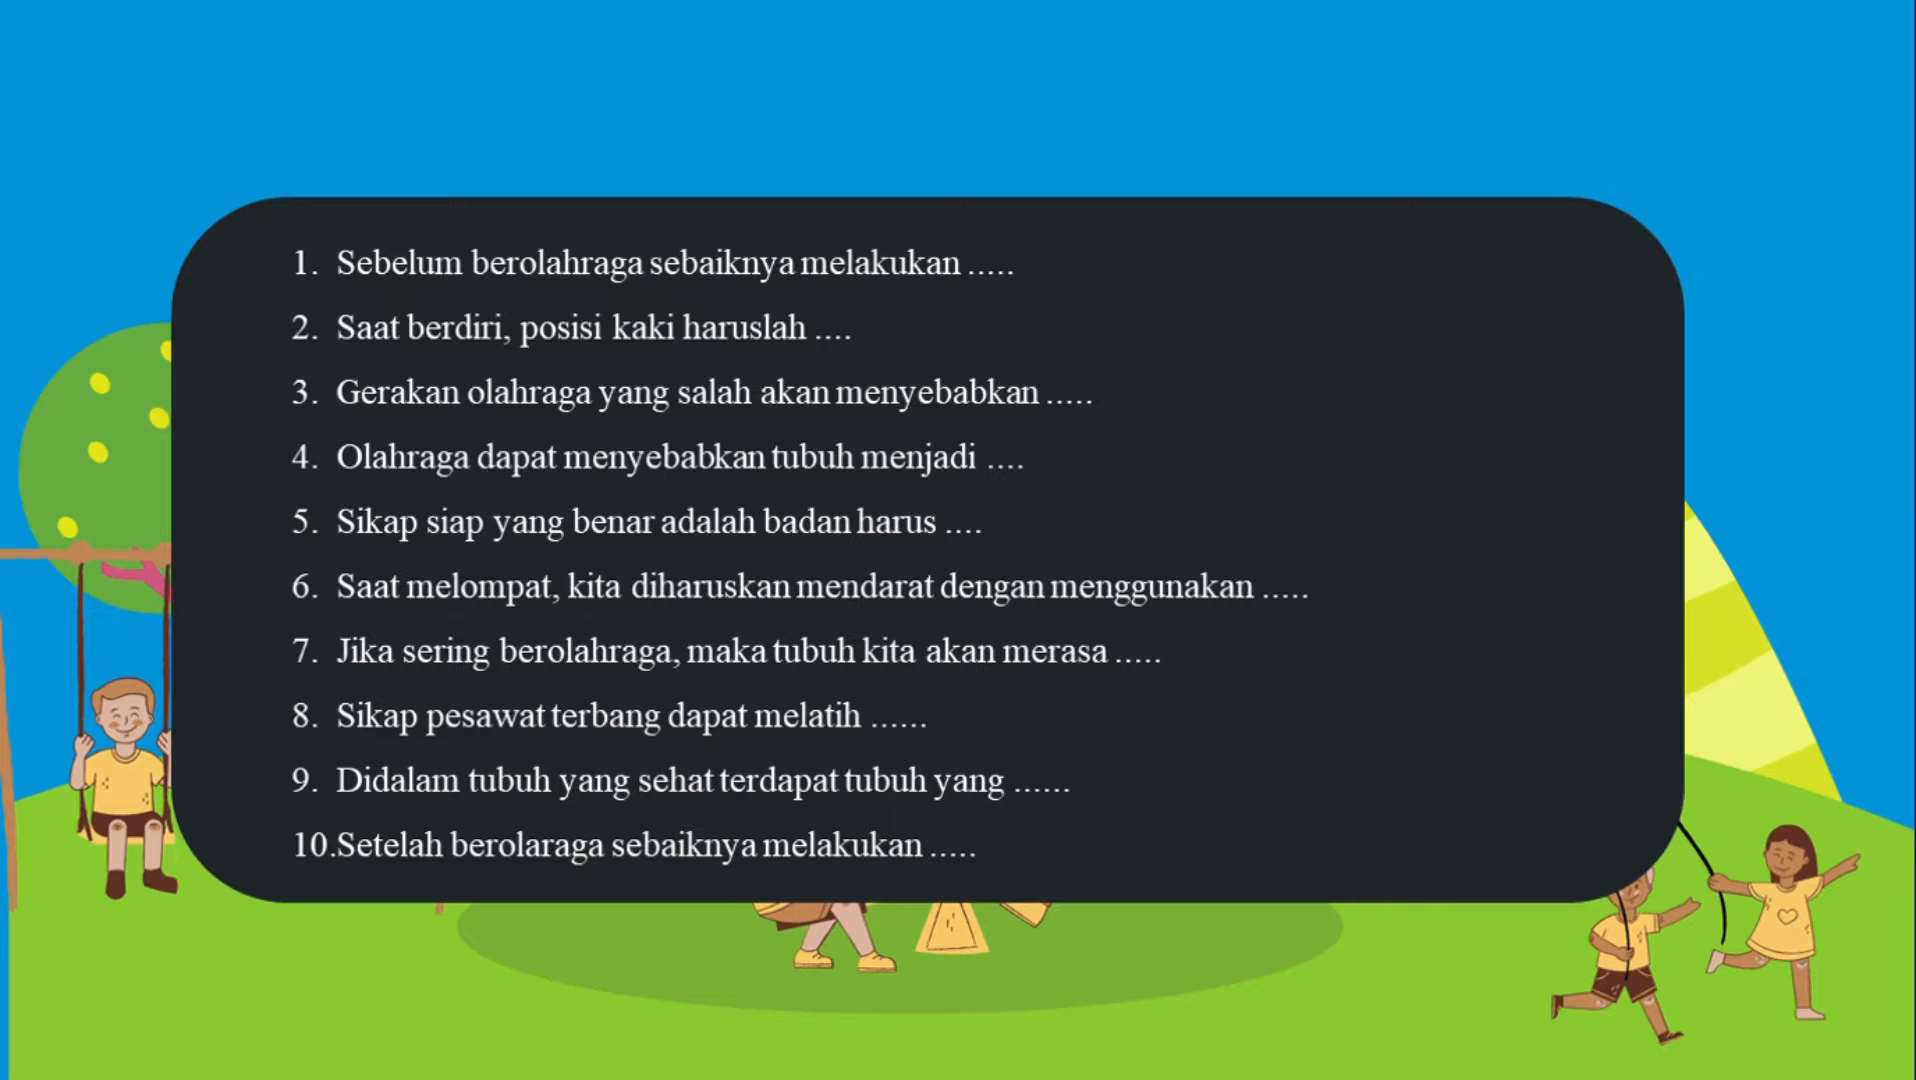 1. Sebelum berolahraga sebaiknya melakukan .....
2. Saat berdiri, posisi kaki haruslah ....
3. Gerakan olahraga yang salah akan menyebabkan .....
4. Olahraga dapat menyebabkan tubuh menjadi ....
5. Sikap siap yang benar adalah badan harus ....
6. Saat melompat, kita diharuskan mendarat dengan menggunakan .....
7. Jika sering berolahraga, maka tubuh kita akan merasa .....
8. Sikap pesawat terbang dapat melatih ......
9. Didalam tubuh yang sehat terdapat tubuh yang ......
10.Setelah berolaraga sebaiknya melakukan .....